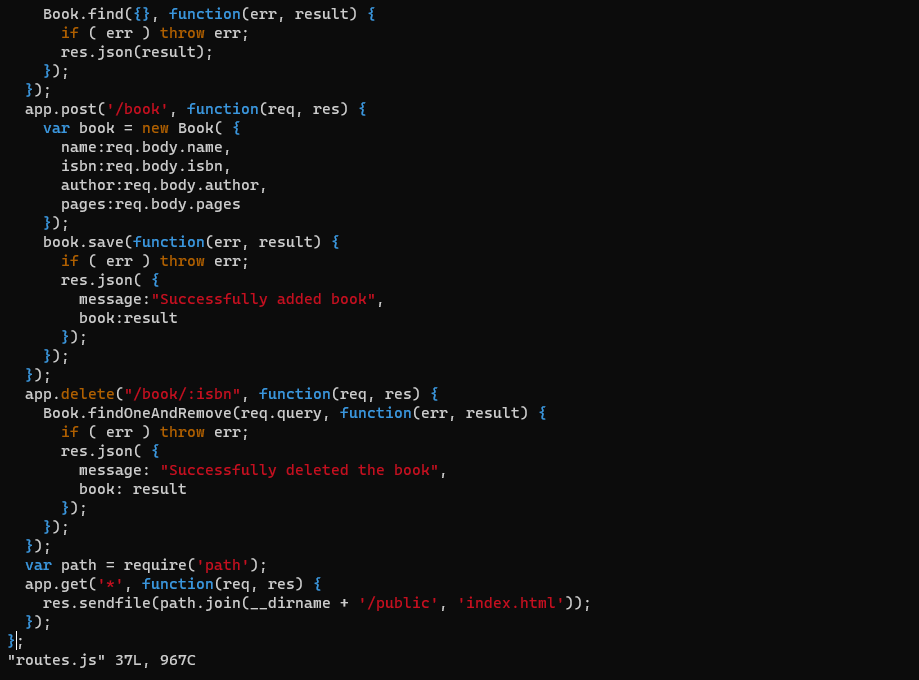 Book.find({}, function(err, result) {
      if ( err ) throw err;
      res.json(result);
    });
  });
  app.post('/book', function(req, res) {
    var book = new Book( {
      name:req.body.name,
      isbn:req.body.isbn,
      author:req.body.author,
      pages:req.body.pages
    });
    book.save(function(err, result) {
      if ( err ) throw err;
      res.json( {
        message:"Successfully added book",
        book:result
      });
    });
  });
  app.delete("/book/:isbn", function(req, res) {
    Book.findOneAndRemove(req.query, function(err, result) {
      if ( err ) throw err;
      res.json( {
        message: "Successfully deleted the book",
        book: result
      });
    });
  });
  var path = require('path');
  app.get('*', function(req, res) {
    res.sendfile(path.join(__dirname + '/public', 'index.html'));
  });
};
"routes.js" 37L, 967C